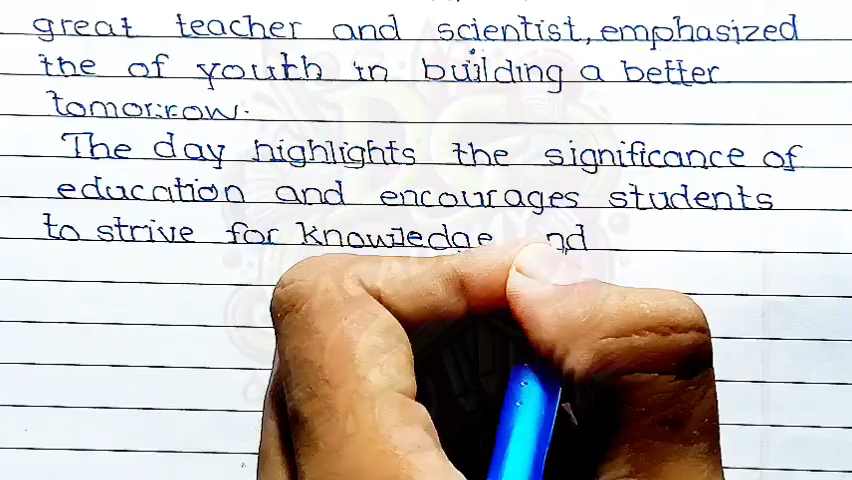 great teacher and scientist, emphasized
the of youth in building a better
tomorrow.
The day highlights the significance of
education and encourages students
to strive for knowledge nd